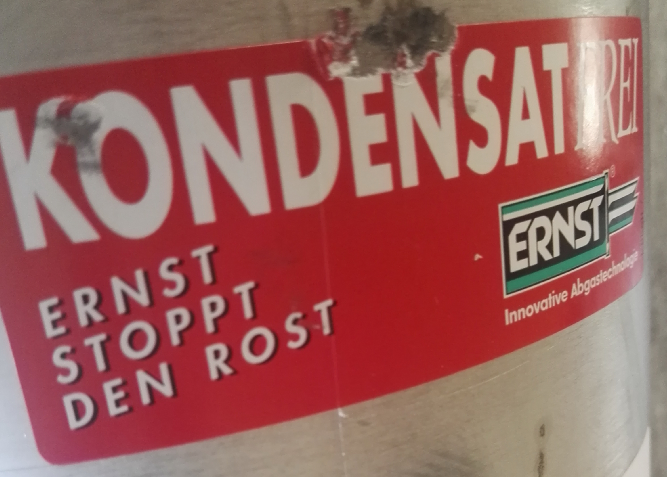 KONDENSATFREI
ERNST
STOPPT
DEN ROST
ERNST®
Innovative Abgastechnologie